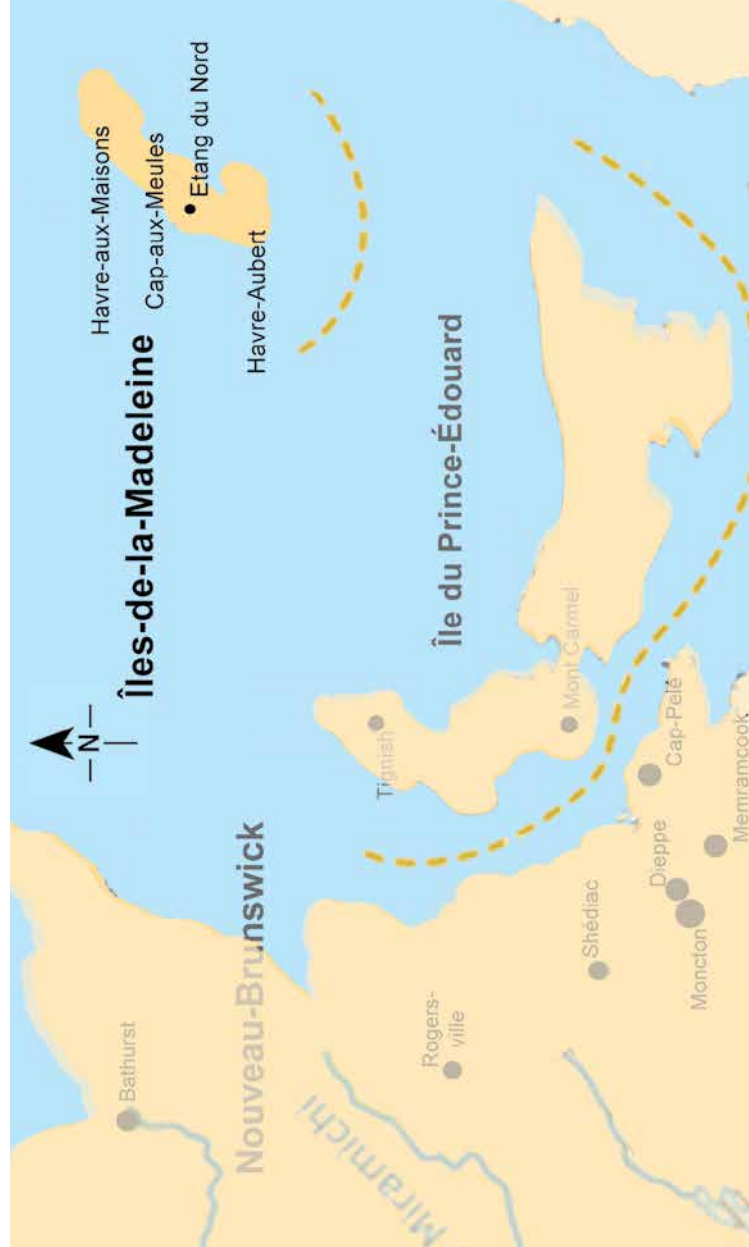 Bathurst
Nouveau-Brunswick
Miramichi
Rogers-
ville
Shédiac
Dieppe
Moncton
Memramcook
Cap-Pelé
N
Îles-de-la-Madeleine
Havre-aux-Maisons
Cap-aux-Meules
Etang du Nord
Havre-Aubert
Tignish
Mont Carmel
Île du Prince-Édouard